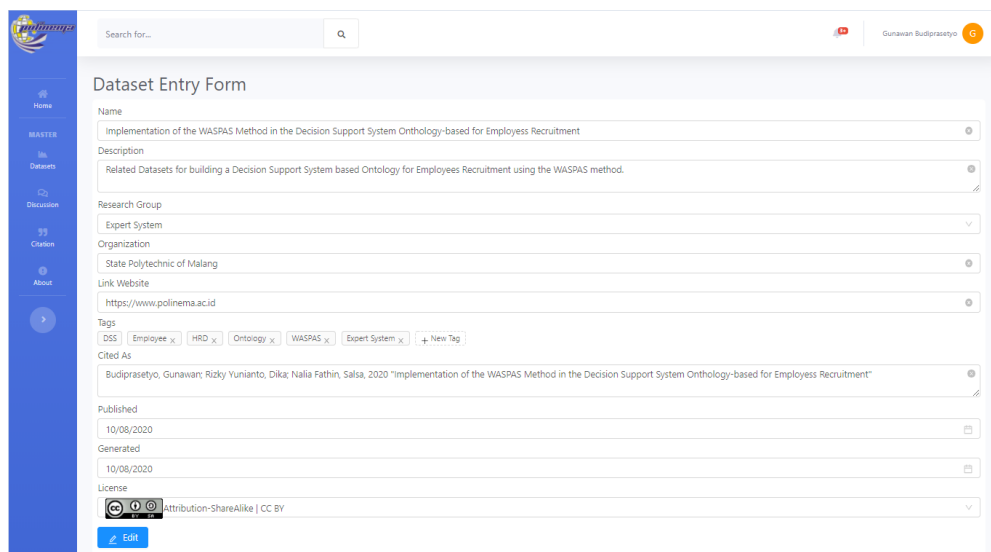 polinema
Search for...
9+
Gunawan Budiprasetyo
G
Home
MASTER
Datasets
Discussion
Citation
About
Dataset Entry Form
Name
Implementation of the WASPAS Method in the Decision Support System Onthology-based for Employess Recruitment
Description
Related Datasets for building a Decision Support System based Ontology for Employees Recruitment using the WASPAS method.
Research Group
Expert System
Organization
State Polytechnic of Malang
Link Website
https://www.polinema.ac.id
Tags
DSS Employee x HRD x Ontology x WASPAS x Expert System x + New Tag
Cited As
Budiprasetyo, Gunawan; Rizky Yunianto, Dika; Nalia Fathin, Salsa, 2020 "Implementation of the WASPAS Method in the Decision Support System Onthology-based for Employess Recruitment"
Published
10/08/2020
Generated
10/08/2020
License
cc BY Attribution-ShareAlike | CC BY
Edit